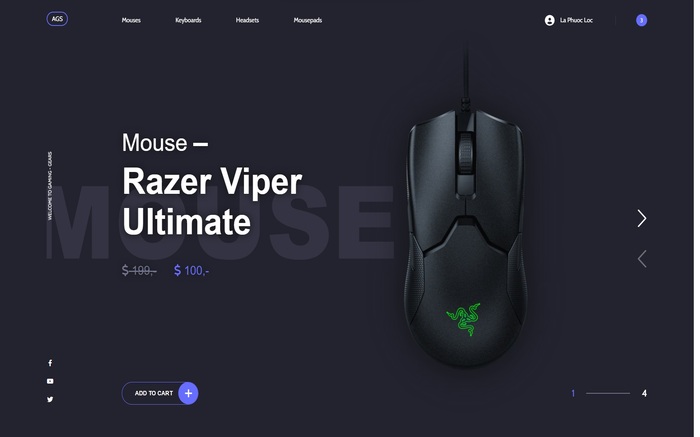 AGS
Mouses
Keyboards
Headsets
Mousepads
La Phuoc Loc
3
WELCOME TO GAMING - GEARS
Mouse –
MOUSE
Razer Viper
Ultimate
$ 199,-
$ 100,-
ADD TO CART +
1
4